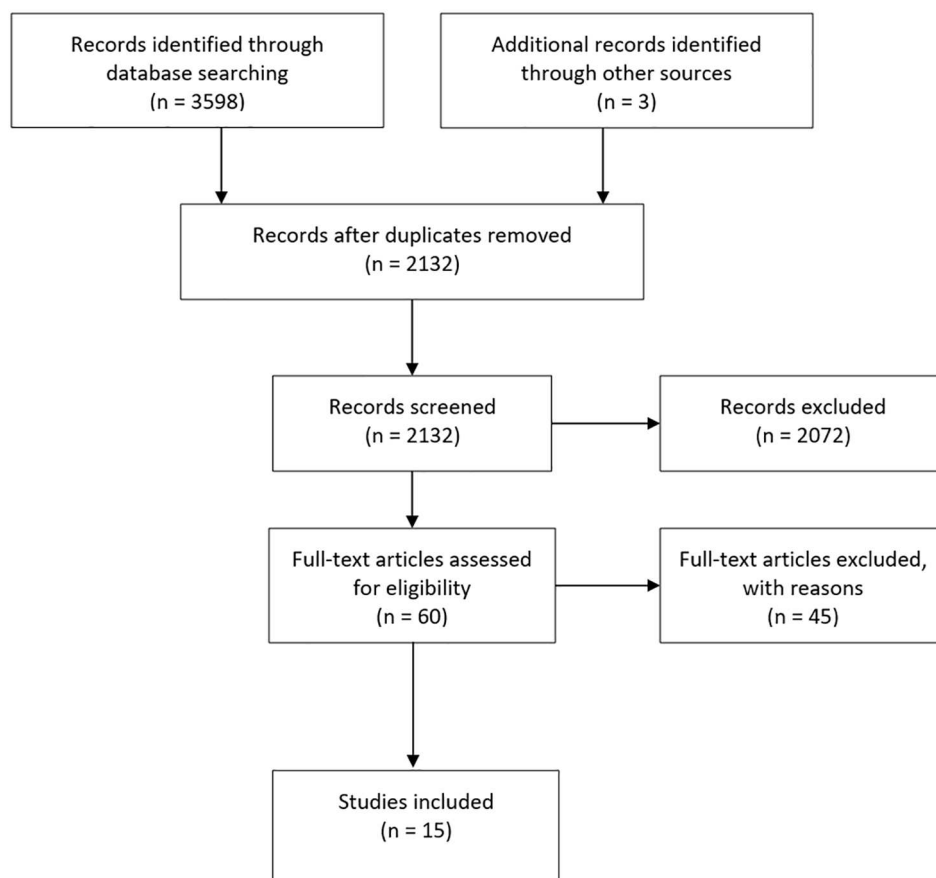 Records identified through
database searching
(n = 3598)
Additional records identified
through other sources
(n = 3)
Records after duplicates removed
(n = 2132)
Records screened
(n = 2132)
Records excluded
(n = 2072)
Full-text articles assessed
for eligibility
(n = 60)
Full-text articles excluded,
with reasons
(n = 45)
Studies included
(n = 15)